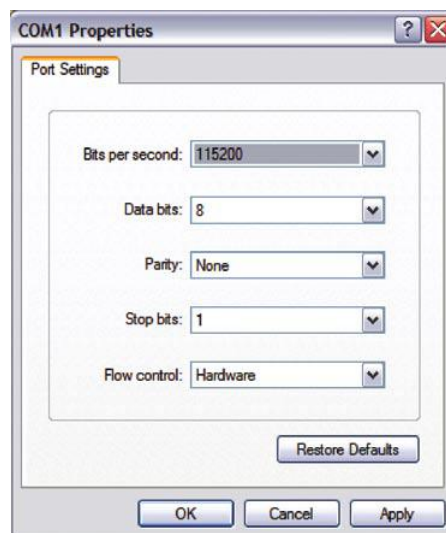 COM1 Properties
Port Settings
Bits per second: 115200
Data bits: 8
Parity: None
Stop bits: 1
Flow control: Hardware
Restore Defaults
OK Cancel Apply